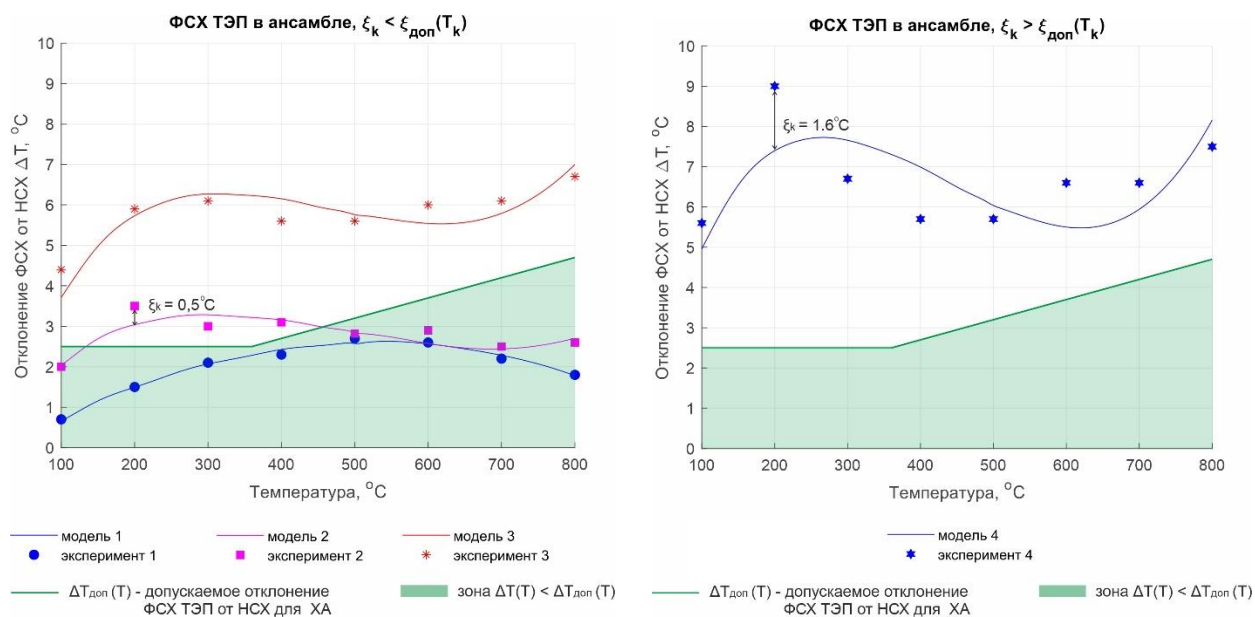 ФСХ ТЭП в ансамбле, ξk < ξдоп(Tk)
Отклонение ФСХ от НСХ Δ T, °C
10
9
8
7
6
5
4
3
2
1
0
ξk = 0,5°C
100 200 300 400 500 600 700 800
Температура, °C
модель 1 модель 2 модель 3
эксперимент 1 эксперимент 2 эксперимент 3
ΔTдоп (T) - допускаемое отклонение
ФСХ ТЭП от НСХ для ХА
зона ΔT(T) < ΔTдоп (T)
ФСХ ТЭП в ансамбле, ξk > ξдоп(Tk)
Отклонение ФСХ от НСХ Δ T, °C
10
9
8
7
6
5
4
3
2
1
0
ξk = 1.6°C
100 200 300 400 500 600 700 800
Температура, °C
модель 4
эксперимент 4
ΔTдоп (T) - допускаемое отклонение
ФСХ ТЭП от НСХ для ХА
зона ΔT(T) < ΔTдоп (T)